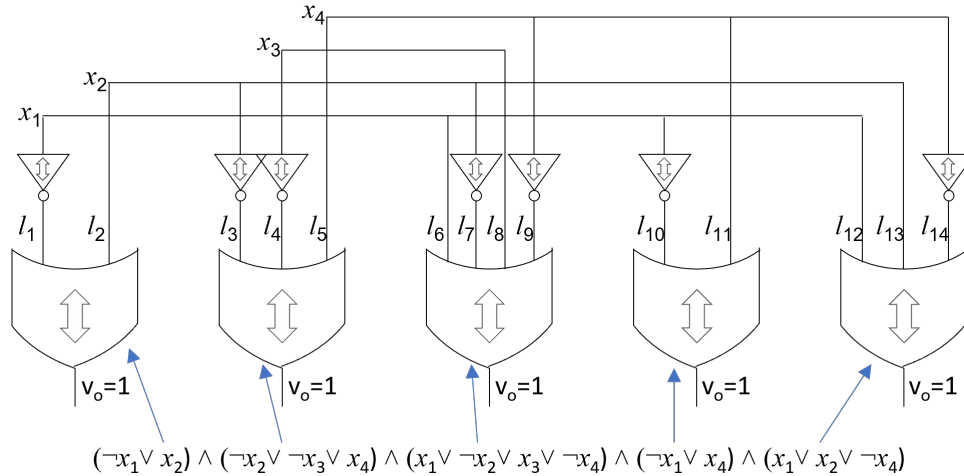 x₄
x₃
x₂
x₁
l₁ l₂ l₃ l₄ l₅ l₆ l₇ l₈ l₉ l₁₀ l₁₁ l₁₂ l₁₃ l₁₄
vₒ=1 vₒ=1 vₒ=1 vₒ=1 vₒ=1
(¬x₁∨ x₂) ∧ (¬x₂∨ ¬x₃∨ x₄) ∧ (x₁∨ ¬x₂∨ x₃∨ ¬x₄) ∧ (¬x₁∨ x₄) ∧ (x₁∨ x₂∨ ¬x₄)